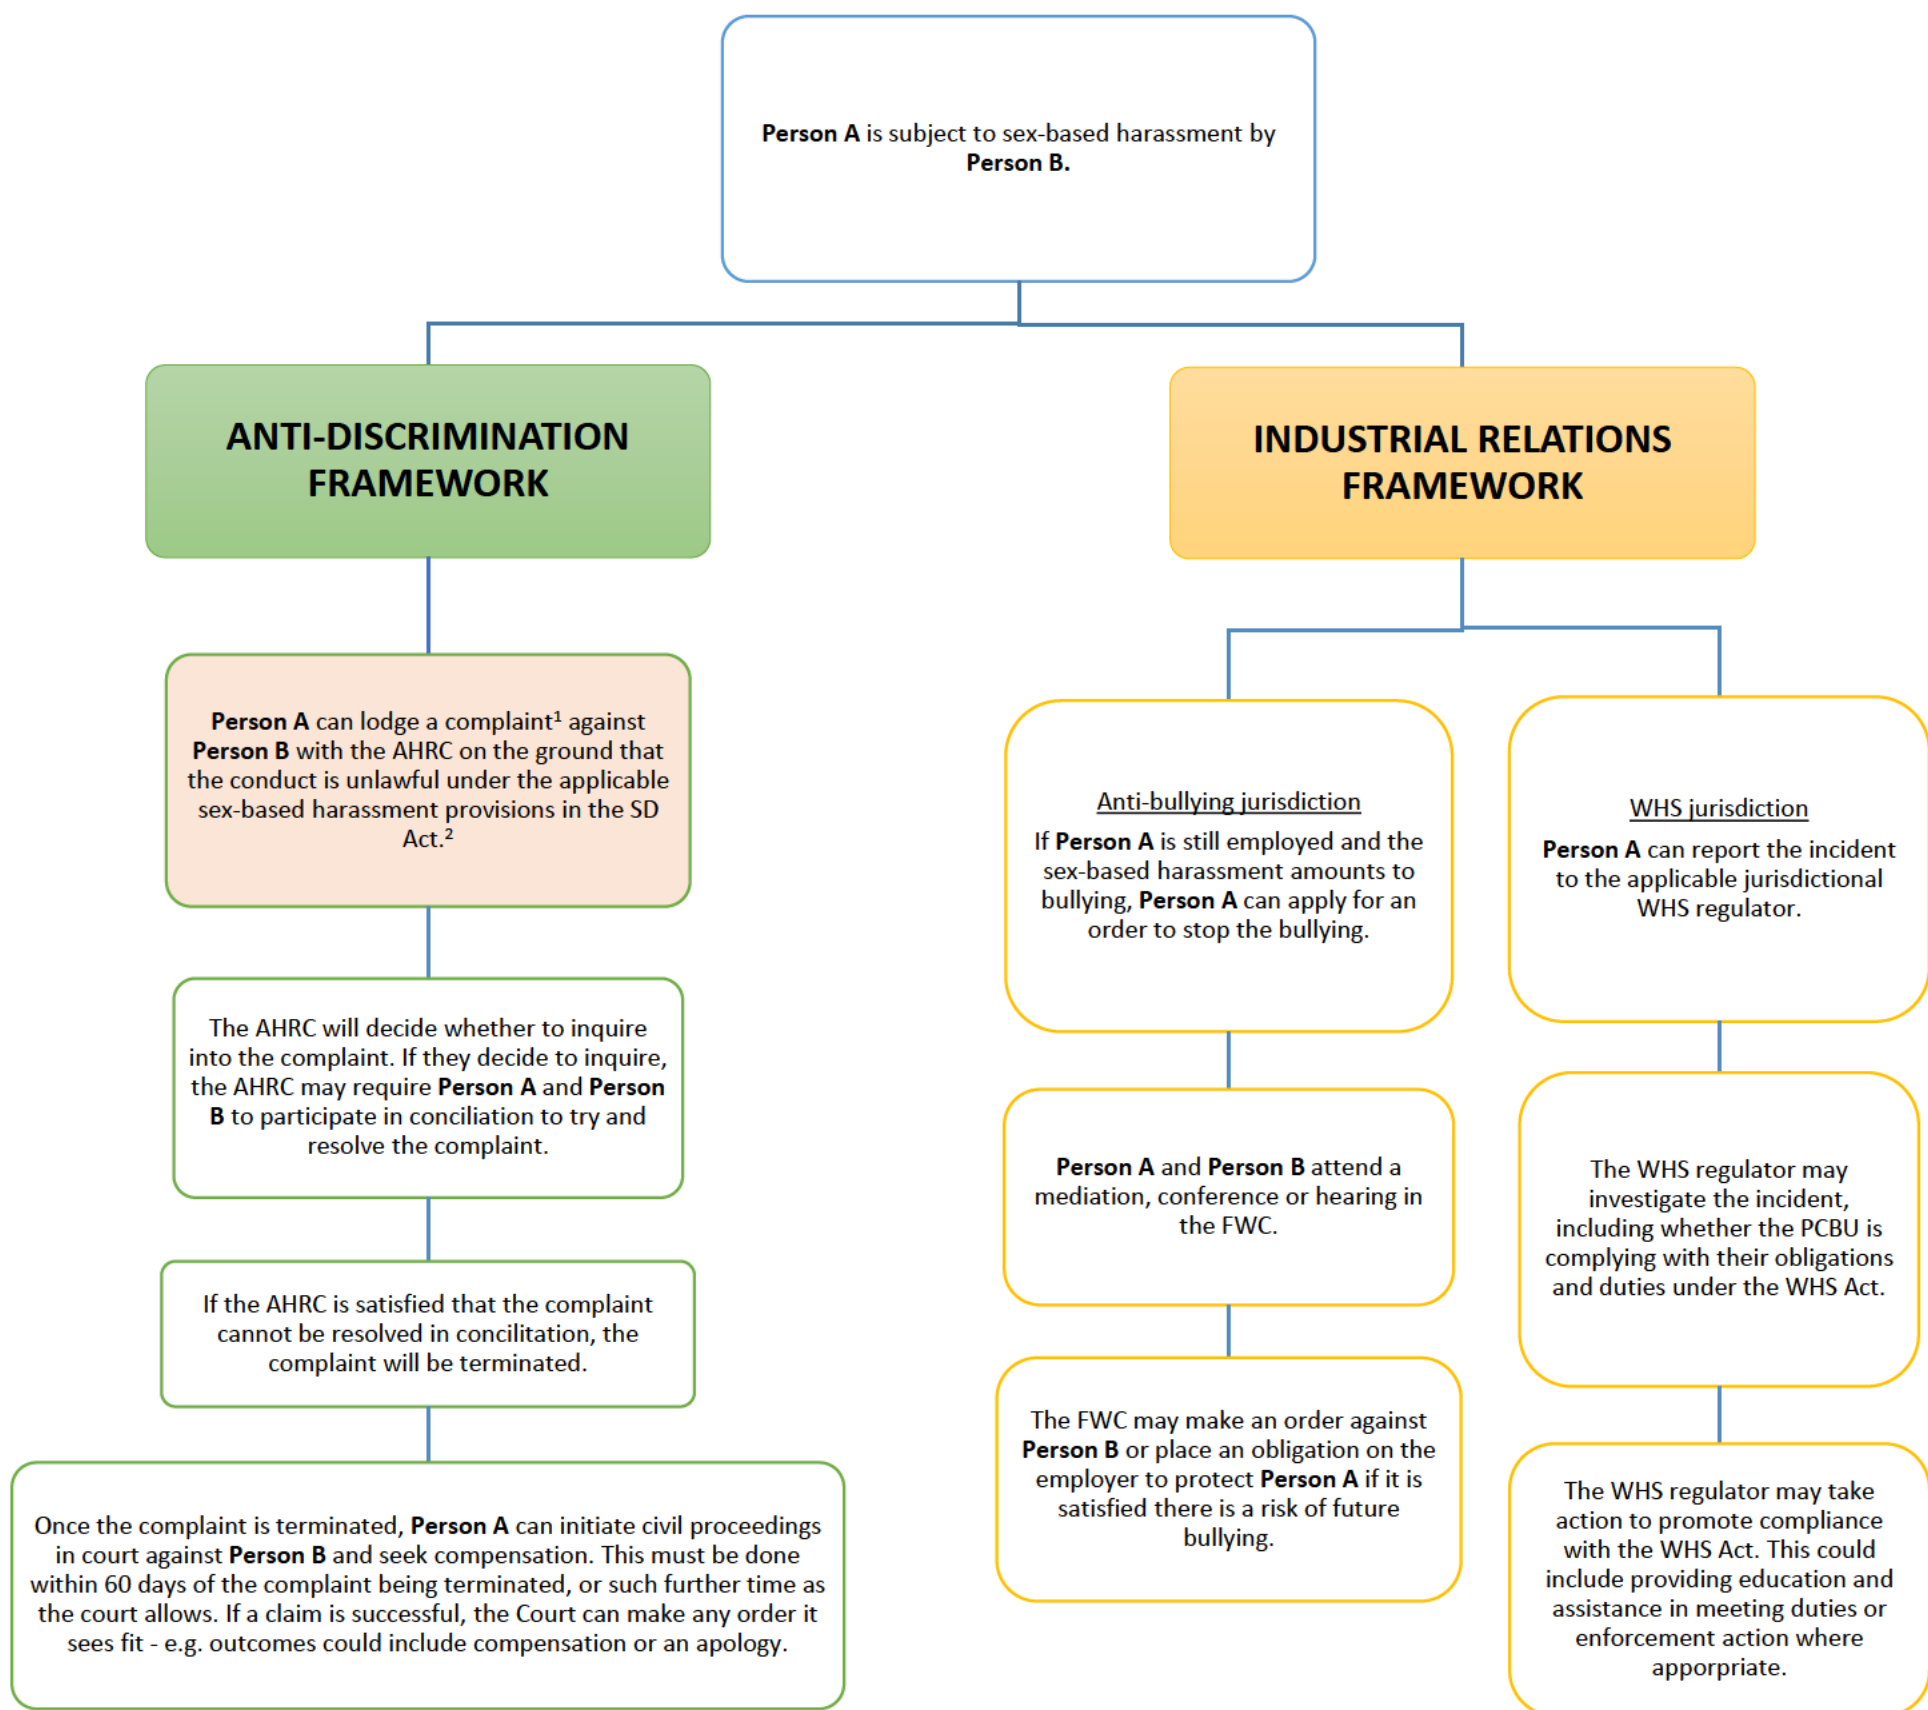 Person A is subject to sex-based harassment by
Person B.
ANTI-DISCRIMINATION
FRAMEWORK
Person A can lodge a complaint¹ against
Person B with the AHRC on the ground that
the conduct is unlawful under the applicable
sex-based harassment provisions in the SD
Act.²
The AHRC will decide whether to inquire
into the complaint. If they decide to inquire,
the AHRC may require Person A and Person
B to participate in conciliation to try and
resolve the complaint.
If the AHRC is satisfied that the complaint
cannot be resolved in concilitation, the
complaint will be terminated.
Once the complaint is terminated, Person A can initiate civil proceedings
in court against Person B and seek compensation. This must be done
within 60 days of the complaint being terminated, or such further time as
the court allows. If a claim is successful, the Court can make any order it
sees fit - e.g. outcomes could include compensation or an apology.
INDUSTRIAL RELATIONS
FRAMEWORK
Anti-bullying jurisdiction
If Person A is still employed and the
sex-based harassment amounts to
bullying, Person A can apply for an
order to stop the bullying.
Person A and Person B attend a
mediation, conference or hearing in
the FWC.
The FWC may make an order against
Person B or place an obligation on the
employer to protect Person A if it is
satisfied there is a risk of future
bullying.
WHS jurisdiction
Person A can report the incident
to the applicable jurisdictional
WHS regulator.
The WHS regulator may
investigate the incident,
including whether the PCBU is
complying with their obligations
and duties under the WHS Act.
The WHS regulator may take
action to promote compliance
with the WHS Act. This could
include providing education and
assistance in meeting duties or
enforcement action where
apporpriate.